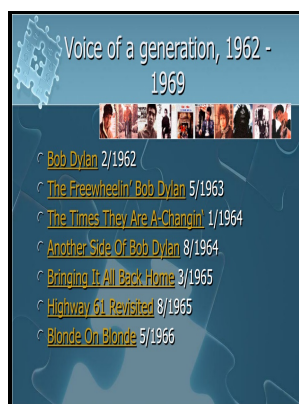 Voice of a generation, 1962 -
1969
Bob Dylan 2/1962
The Freewheelin' Bob Dylan 5/1963
The Times They Are A-Changin' 1/1964
Another Side Of Bob Dylan 8/1964
Bringing It All Back Home 3/1965
Highway 61 Revisited 8/1965
Blonde On Blonde 5/1966